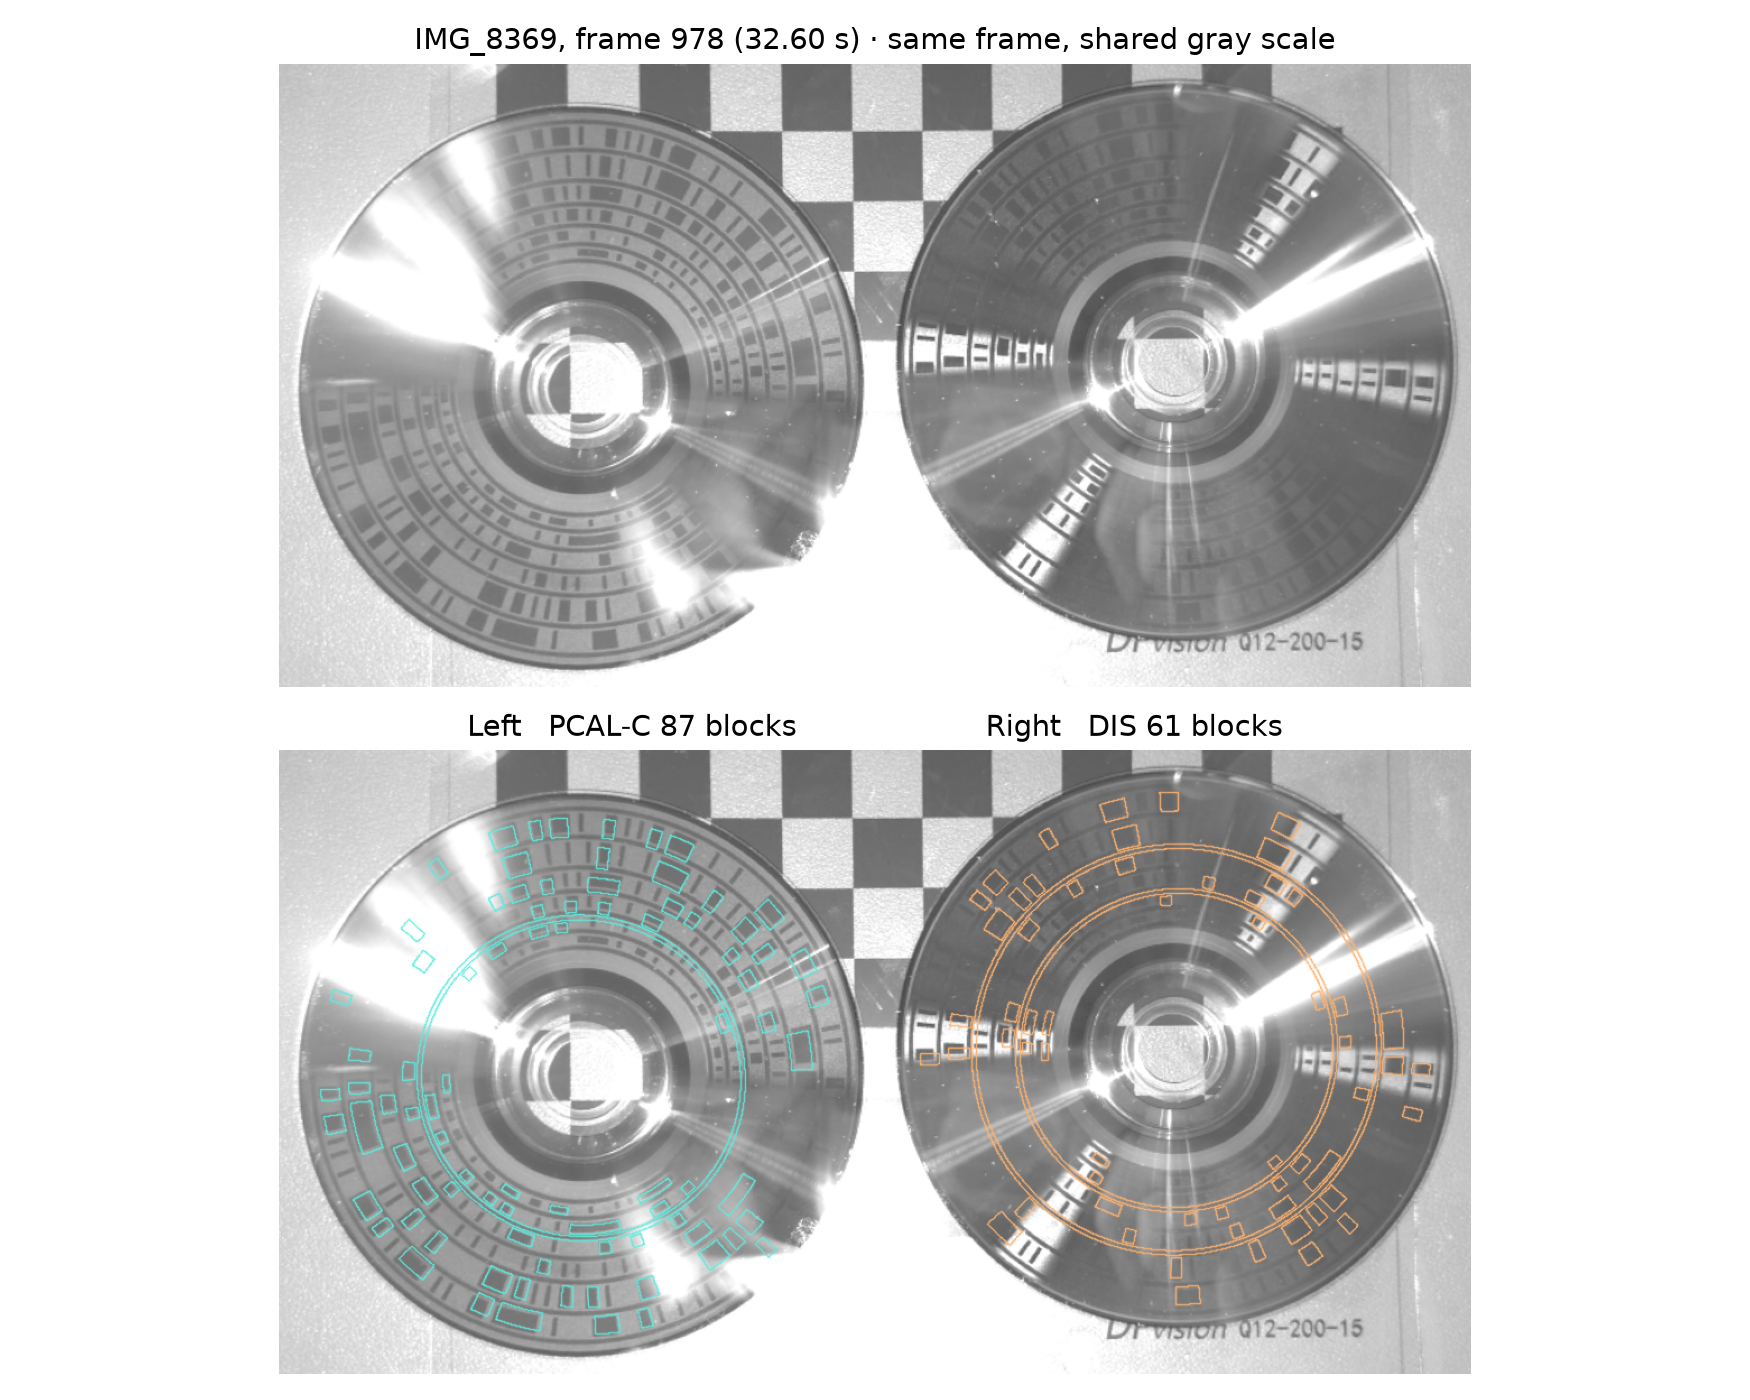 IMG_8369, frame 978 (32.60 s) · same frame, shared gray scale
Q12-200-15
Left PCAL-C 87 blocks Right DIS 61 blocks
Q12-200-15